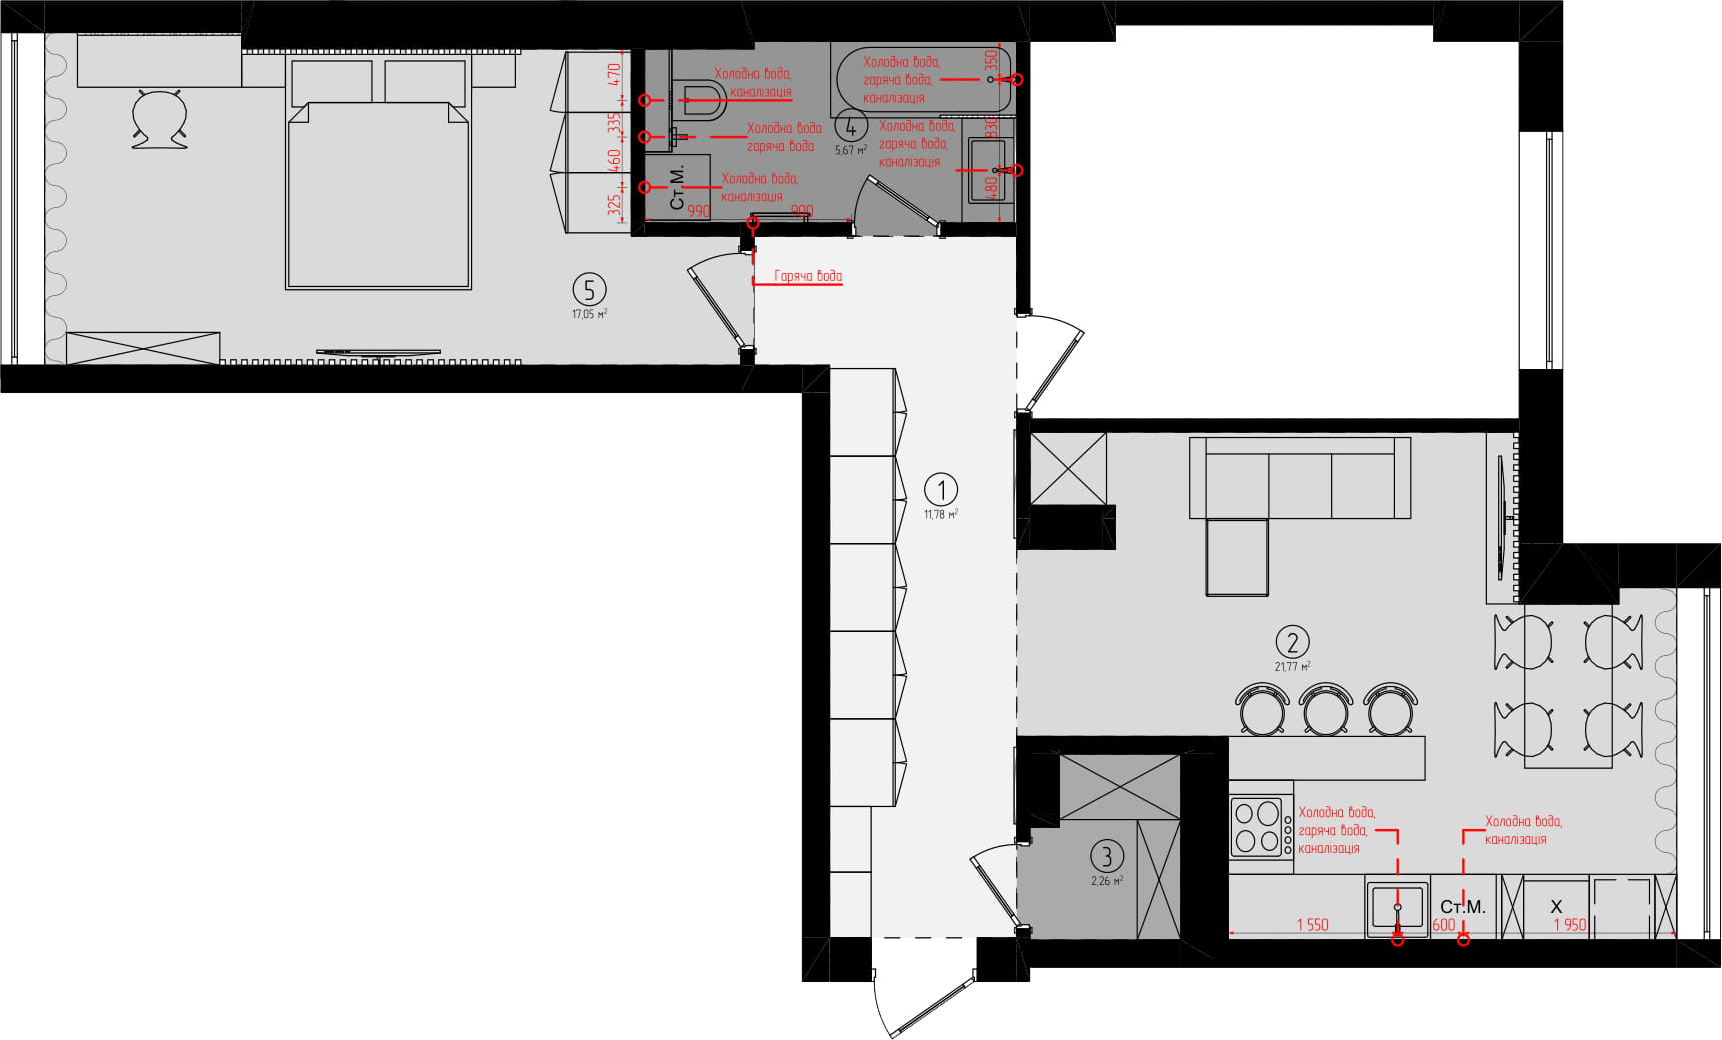 470
335
460
325
Холодна вода,
каналізація
Холодна вода
гаряча вода
Холодна вода,
каналізація
Ст.М.
990
900
Холодна вода,
гаряча вода,
каналізація
4
5,67 м²
Холодна вода,
гаряча вода,
каналізація
350
830
480
Гаряча вода
5
17,05 м²
1
11,78 м²
2
21,77 м²
3
2,26 м²
Холодна вода,
гаряча вода,
каналізація
Холодна вода,
каналізація
Ст.М.
X
1 550
600
1 950